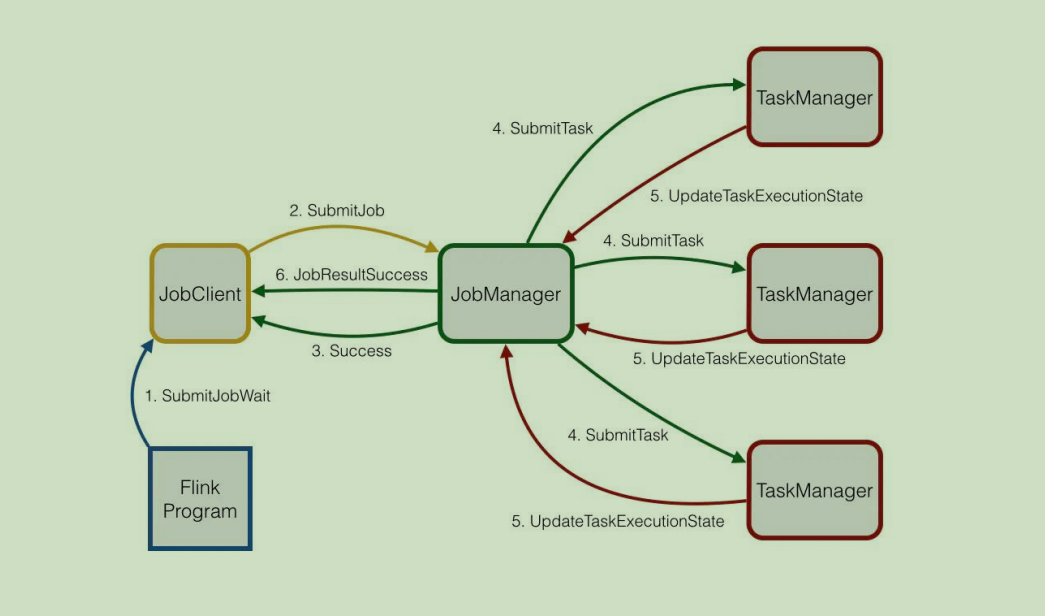 TaskManager
4. SubmitTask
5. UpdateTaskExecutionState
2. SubmitJob
4. SubmitTask
6. JobResultSuccess
JobClient
JobManager
TaskManager
3. Success
5. UpdateTaskExecutionState
1. SubmitJobWait
4. SubmitTask
Flink
Program
TaskManager
5. UpdateTaskExecutionState